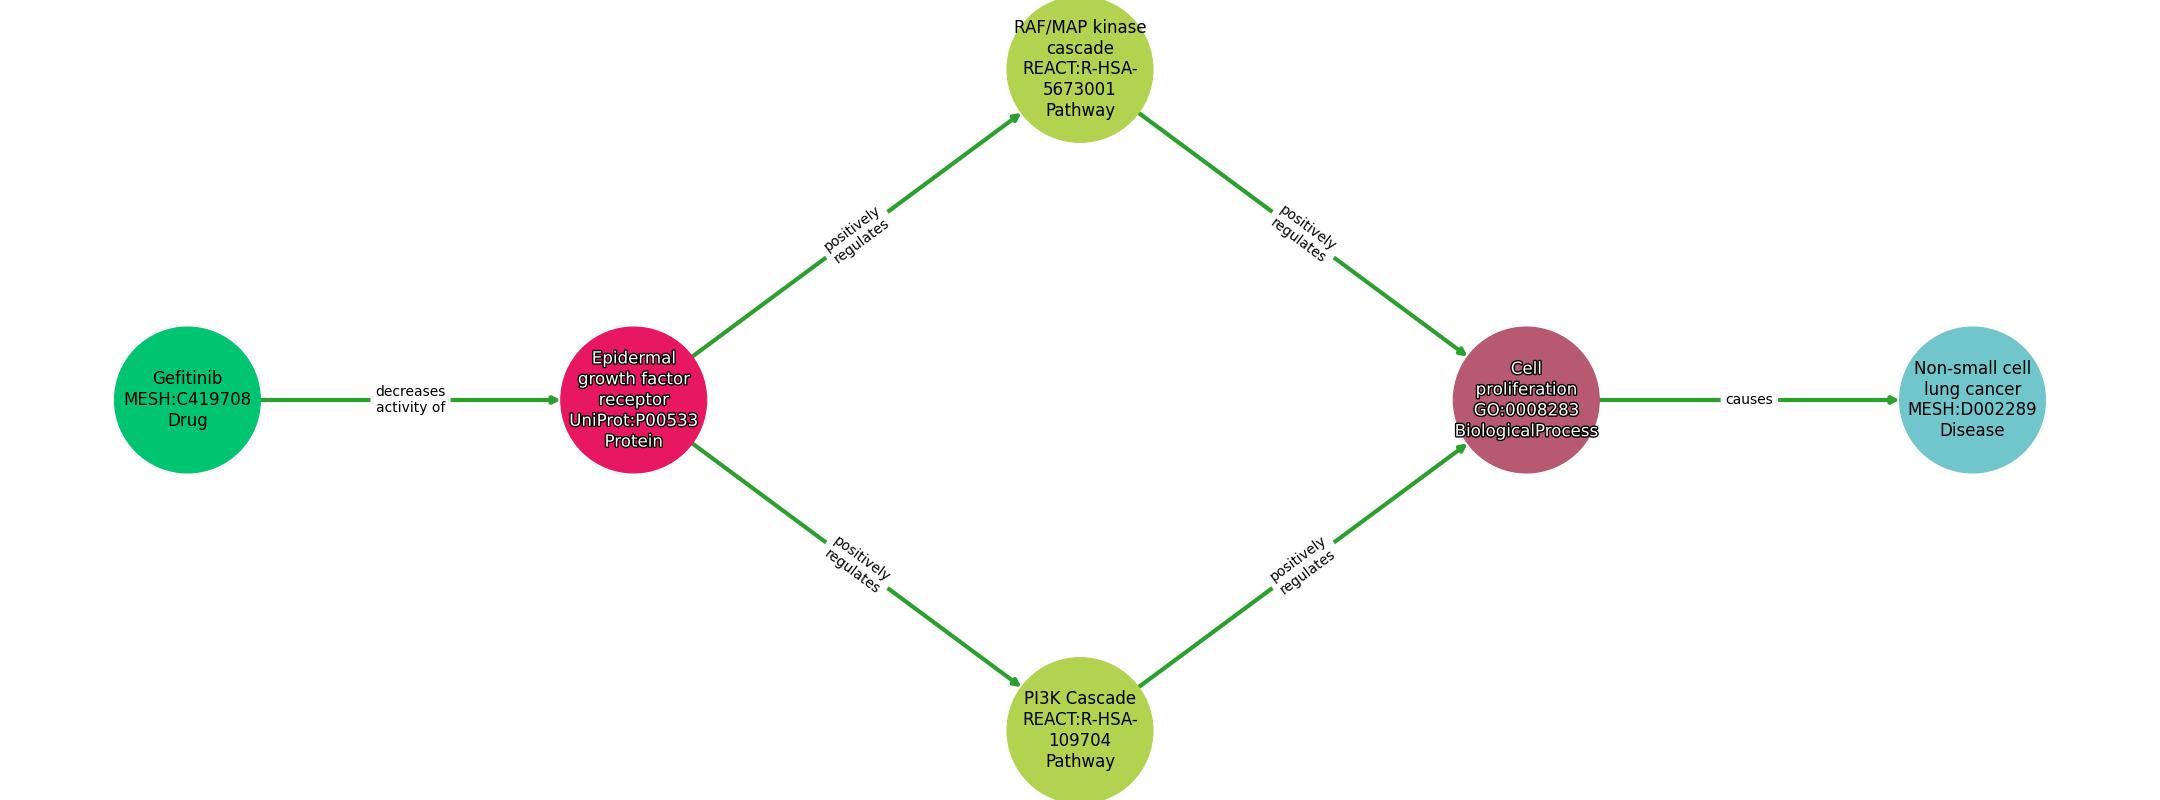 RAF/MAP kinase
cascade
REACT:R-HSA-
5673001
Pathway
positively
regulates
positively
regulates
Gefitinib
MESH:C419708
Drug
decreases
activity of
Epidermal
growth factor
receptor
UniProt:P00533
Protein
Cell
proliferation
GO:0008283
BiologicalProcess
causes
Non-small cell
lung cancer
MESH:D002289
Disease
positively
regulates
positively
regulates
PI3K Cascade
REACT:R-HSA-
109704
Pathway